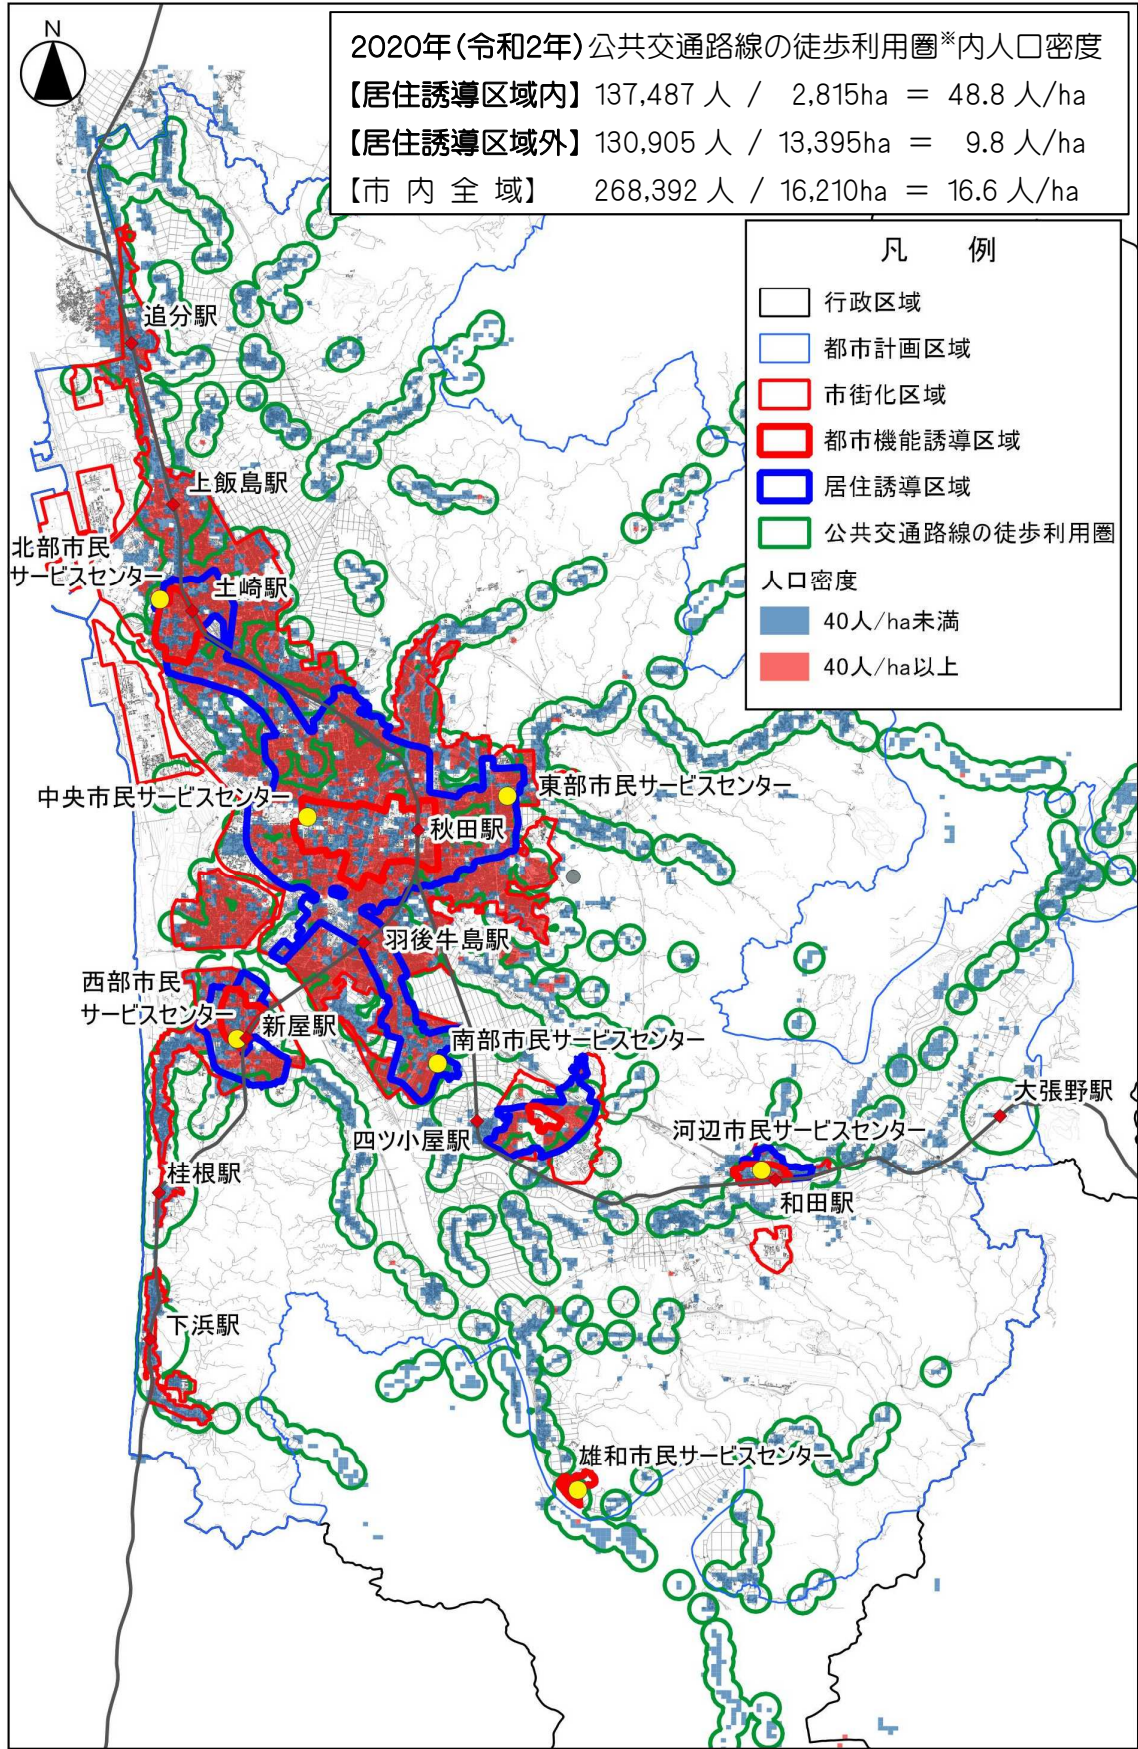 N
2020年(令和2年)公共交通路線の徒歩利用圏※内人口密度
【居住誘導区域内】 137,487 人 / 2,815ha = 48.8 人/ha
【居住誘導区域外】 130,905 人 / 13,395ha = 9.8 人/ha
【市 内 全 域】 268,392 人 / 16,210ha = 16.6 人/ha
凡 例
行政区域
都市計画区域
市街化区域
都市機能誘導区域
居住誘導区域
公共交通路線の徒歩利用圏
人口密度
40人/ha未満
40人/ha以上
追分駅
上飯島駅
北部市民
サービスセンター
土崎駅
中央市民サービスセンター
東部市民サービスセンター
秋田駅
羽後牛島駅
西部市民
サービスセンター
新屋駅
南部市民サービスセンター
大張野駅
四ツ小屋駅
河辺市民サービスセンター
桂根駅
和田駅
下浜駅
雄和市民サービスセンター